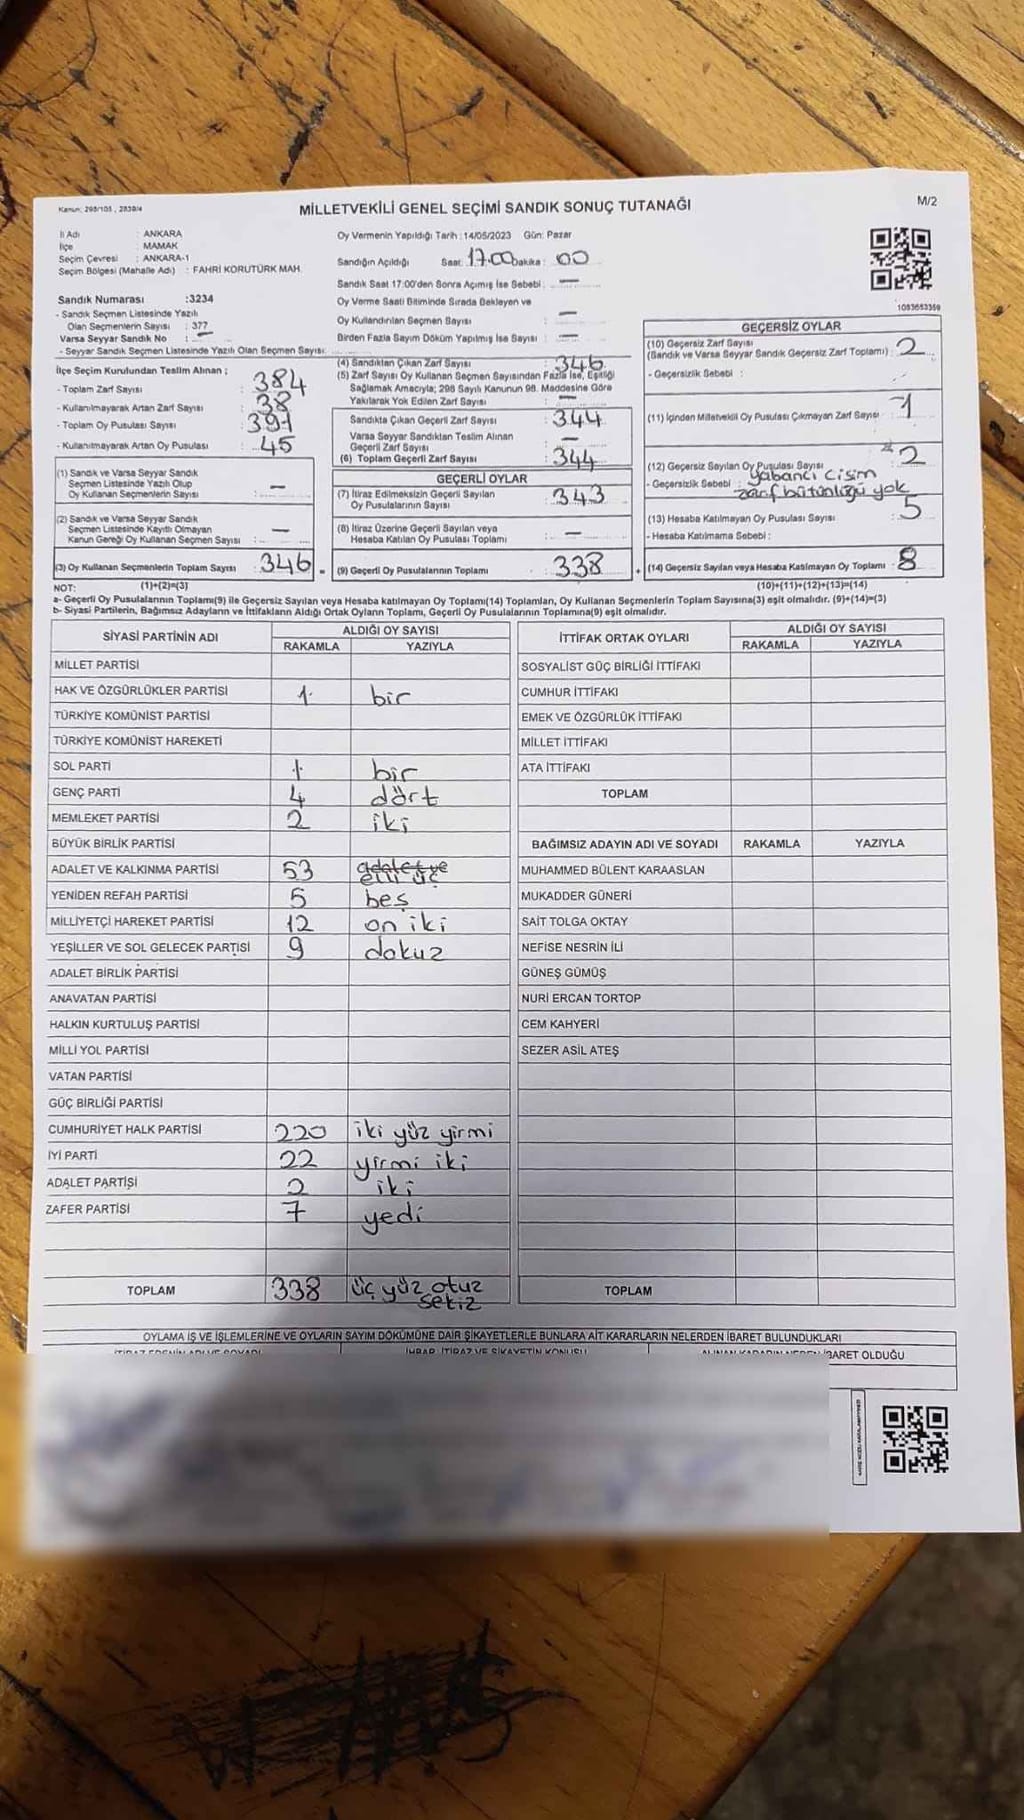 Kanun: 298/105 , 2839/4
MİLLETVEKİLİ GENEL SEÇİMİ SANDIK SONUÇ TUTANAĞI
M/2
İl Adı : ANKARA
İlçe : MAMAK
Seçim Çevresi : ANKARA-1
Seçim Bölgesi (Mahalle Adı) : FAHRİ KORUTÜRK MAH.
Sandık Numarası :3234
- Sandık Seçmen Listesinde Yazılı
Olan Seçmenlerin Sayısı : 377
Varsa Seyyar Sandık No : —
- Seyyar Sandık Seçmen Listesinde Yazılı Olan Seçmen Sayısı:
Oy Vermenin Yapıldığı Tarih :14/05/2023 Gün: Pazar
Sandığın Açıldığı Saat: 17.00 Dakika : 00
Sandık Saat 17:00'den Sonra Açımış İse Sebebi : —
Oy Verme Saati Bitiminde Sırada Bekleyen ve
Oy Kullandırılan Seçmen Sayısı : —
Birden Fazla Sayım Döküm Yapılmış İse Sayısı : —
1083653359
İlçe Seçim Kurulundan Teslim Alınan ;
- Toplam Zarf Sayısı : 384
- Kullanılmayarak Artan Zarf Sayısı : 38
- Toplam Oy Pusulası Sayısı : 391
- Kullanılmayarak Artan Oy Pusulası : 45
(1) Sandık ve Varsa Seyyar Sandık
Seçmen Listesinde Yazılı Olup
Oy Kullanan Seçmenlerin Sayısı : —
(2) Sandık ve Varsa Seyyar Sandık
Seçmen Listesinde Kayıtlı Olmayan
Kanun Gereği Oy Kullanan Seçmen Sayısı : —
(3) Oy Kullanan Seçmenlerin Toplam Sayısı : 346 =
(4) Sandıktan Çıkan Zarf Sayısı : 346
(5) Zarf Sayısı Oy Kullanan Seçmen Sayısından Fazla İse, Eşitliği
Sağlamak Amacıyla; 298 Sayılı Kanunun 98. Maddesine Göre
Yakılarak Yok Edilen Zarf Sayısı : —
Sandıkta Çıkan Geçerli Zarf Sayısı : 344
Varsa Seyyar Sandıktan Teslim Alınan
Geçerli Zarf Sayısı : —
(6) Toplam Geçerli Zarf Sayısı : 344
GEÇERLİ OYLAR
(7) İtiraz Edilmeksizin Geçerli Sayılan
Oy Pusulalarının Sayısı : 343
(8) İtiraz Üzerine Geçerli Sayılan veya
Hesaba Katılan Oy Pusulası Toplamı : —
(9) Geçerli Oy Pusulalarının Toplamı : 338 +
GEÇERSİZ OYLAR
(10) Geçersiz Zarf Sayısı
(Sandık ve Varsa Seyyar Sandık Geçersiz Zarf Toplamı) : 2
- Geçersizlik Sebebi :
(11) İçinden Milletvekili Oy Pusulası Çıkmayan Zarf Sayısı : 1
(12) Geçersiz Sayılan Oy Pusulası Sayısı : 2
- Geçersizlik Sebebi : yabancı cisim
zarf bütünlüğü yok
(13) Hesaba Katılmayan Oy Pusulası Sayısı : 5
- Hesaba Katılmama Sebebi :
(14) Geçersiz Sayılan veya Hesaba Katılmayan Oy Toplamı : 8
NOT: (1)+(2)=(3) (10)+(11)+(12)+(13)=(14)
a- Geçerli Oy Pusulalarının Toplamı(9) ile Geçersiz Sayılan veya Hesaba katılmayan Oy Toplamı(14) Toplamları, Oy Kullanan Seçmenlerin Toplam Sayısına(3) eşit olmalıdır. (9)+(14)=(3)
b- Siyasi Partilerin, Bağımsız Adayların ve İttifakların Aldığı Ortak Oyların Toplamı, Geçerli Oy Pusulalarının Toplamına(9) eşit olmalıdır.
SİYASİ PARTİNİN ADI ALDIĞI OY SAYISI
RAKAMLA YAZIYLA
MİLLET PARTİSİ
HAK VE ÖZGÜRLÜKLER PARTİSİ 1 bir
TÜRKİYE KOMÜNİST PARTİSİ
TÜRKİYE KOMÜNİST HAREKETİ
SOL PARTİ 1 bir
GENÇ PARTİ 4 dört
MEMLEKET PARTİSİ 2 iki
BÜYÜK BİRLİK PARTİSİ
ADALET VE KALKINMA PARTİSİ 53 adalet ve
elli üç
YENİDEN REFAH PARTİSİ 5 beş
MİLLİYETÇİ HAREKET PARTİSİ 12 on iki
YEŞİLLER VE SOL GELECEK PARTİSİ 9 dokuz
ADALET BİRLİK PARTİSİ
ANAVATAN PARTİSİ
HALKIN KURTULUŞ PARTİSİ
MİLLİ YOL PARTİSİ
VATAN PARTİSİ
GÜÇ BİRLİĞİ PARTİSİ
CUMHURİYET HALK PARTİSİ 220 iki yüz yirmi
İYİ PARTİ 22 yirmi iki
ADALET PARTİSİ 2 iki
ZAFER PARTİSİ 7 yedi
TOPLAM 338 üç yüz otuz
sekiz
İTTİFAK ORTAK OYLARI ALDIĞI OY SAYISI
RAKAMLA YAZIYLA
SOSYALİST GÜÇ BİRLİĞİ İTTİFAKI
CUMHUR İTTİFAKI
EMEK VE ÖZGÜRLÜK İTTİFAKI
MİLLET İTTİFAKI
ATA İTTİFAKI
TOPLAM
BAĞIMSIZ ADAYIN ADI VE SOYADI RAKAMLA YAZIYLA
MUHAMMED BÜLENT KARAASLAN
MUKADDER GÜNERİ
SAİT TOLGA OKTAY
NEFİSE NESRİN İLİ
GÜNEŞ GÜMÜŞ
NURİ ERCAN TORTOP
CEM KAHYERİ
SEZER ASİL ATEŞ
TOPLAM
OYLAMA İŞ VE İŞLEMLERİNE VE OYLARIN SAYIM DÖKÜMÜNE DAİR ŞİKAYETLERLE BUNLARA AİT KARARLARIN NELERDEN İBARET BULUNDUKLARI
İTİRAZ EDENİN ADI VE SOYADI İHBAR, İTİRAZ VE ŞİKAYETİN KONUSU ALINAN KARARIN NEDEN İBARET OLDUĞU